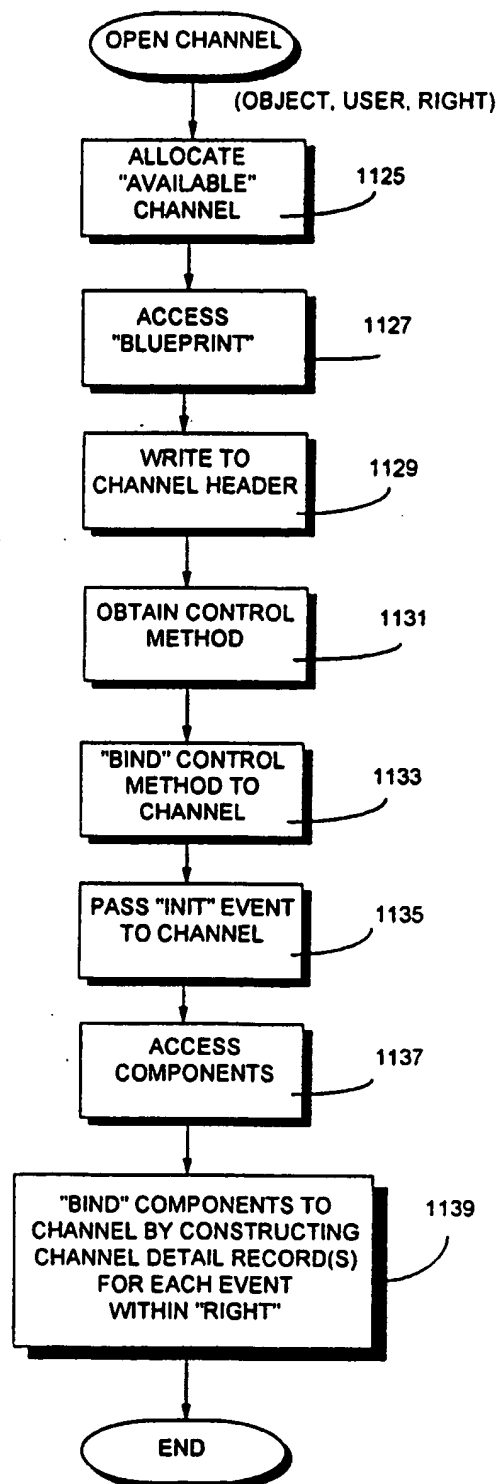 OPEN CHANNEL
(OBJECT, USER, RIGHT)
ALLOCATE
"AVAILABLE"
CHANNEL
1125
ACCESS
"BLUEPRINT"
1127
WRITE TO
CHANNEL HEADER
1129
OBTAIN CONTROL
METHOD
1131
"BIND" CONTROL
METHOD TO
CHANNEL
1133
PASS "INIT" EVENT
TO CHANNEL
1135
ACCESS
COMPONENTS
1137
"BIND" COMPONENTS TO
CHANNEL BY CONSTRUCTING
CHANNEL DETAIL RECORD(S)
FOR EACH EVENT
WITHIN "RIGHT"
1139
END